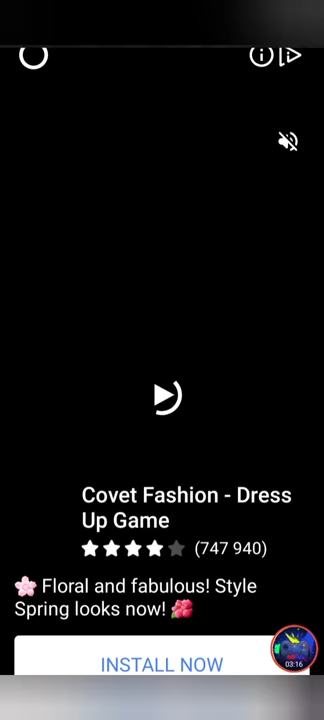 Covet Fashion - Dress
Up Game
(747 940)
🌸 Floral and fabulous! Style
Spring looks now! 🌺
INSTALL NOW
03:16